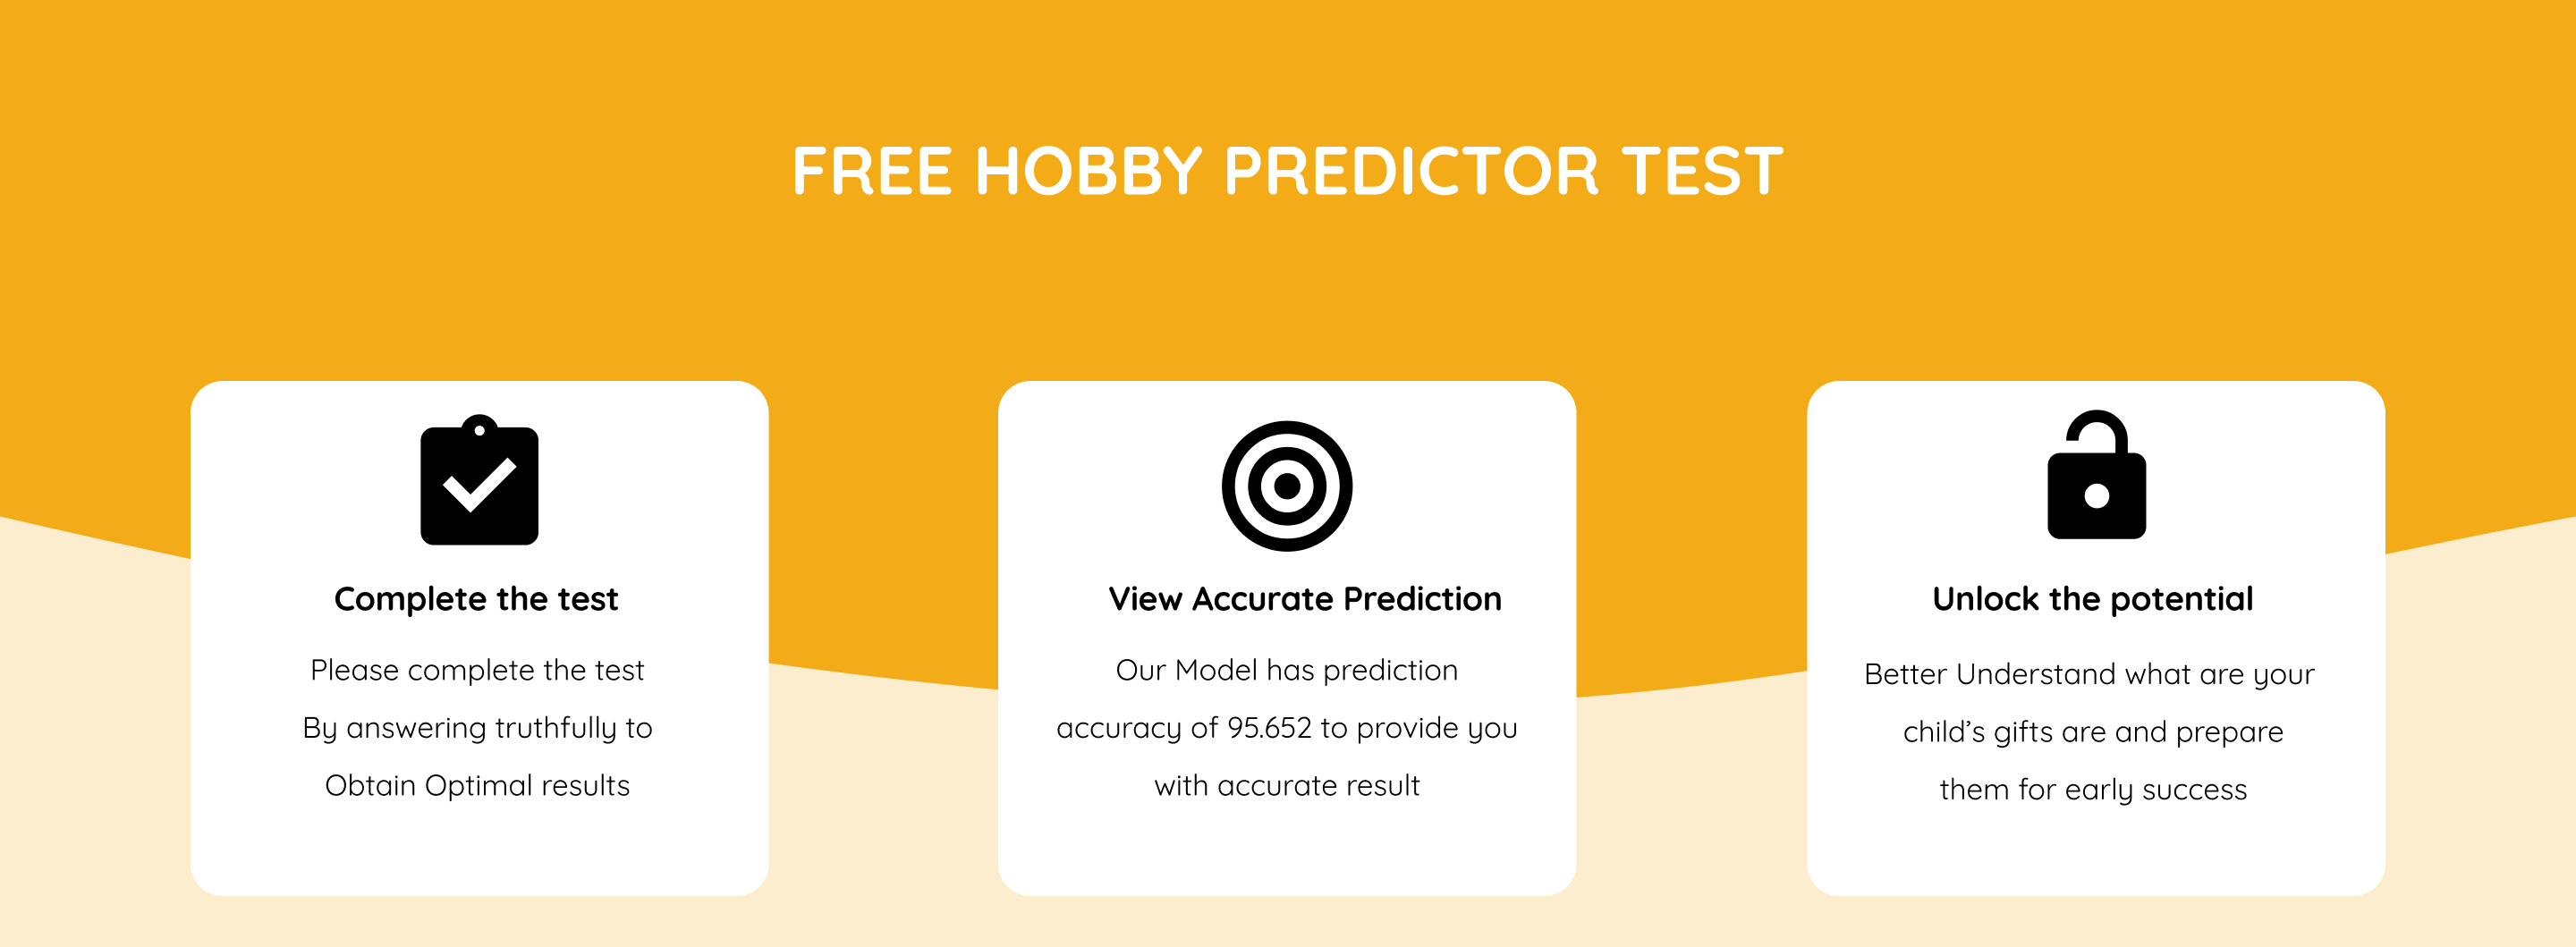 FREE HOBBY PREDICTOR TEST
Complete the test
Please complete the test
By answering truthfully to
Obtain Optimal results
View Accurate Prediction
Our Model has prediction
accuracy of 95.652 to provide you
with accurate result
Unlock the potential
Better Understand what are your
child’s gifts are and prepare
them for early success